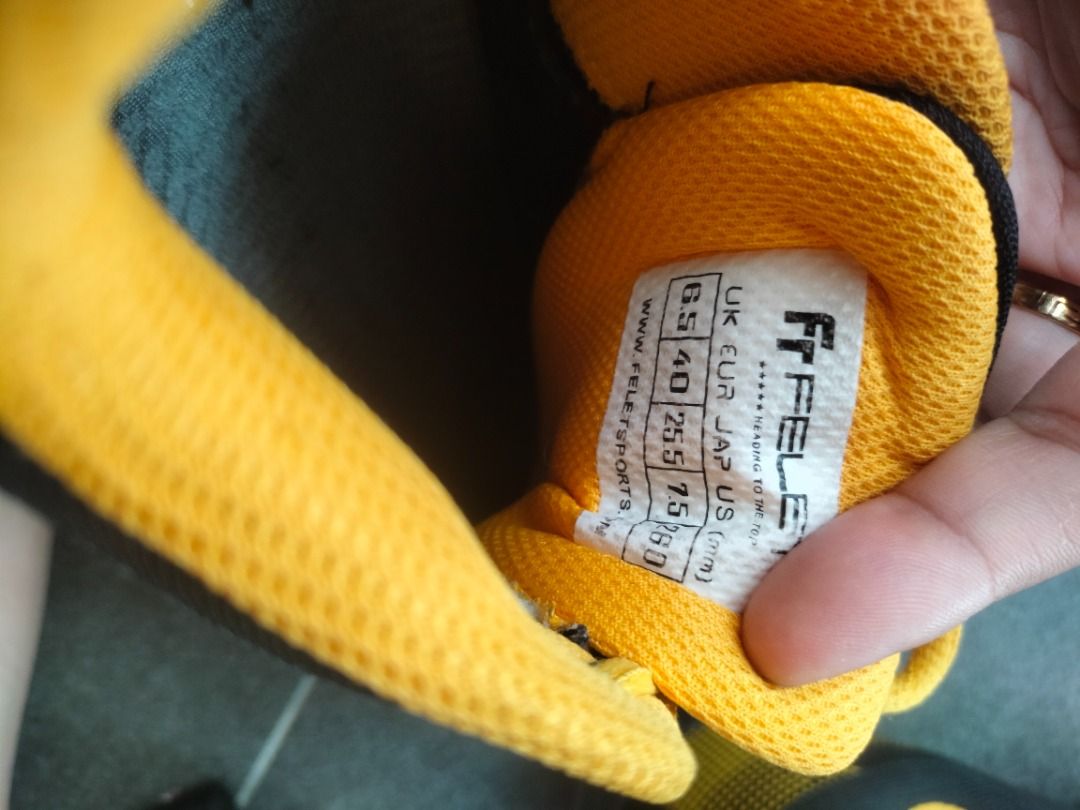 FELET
★★★★★ HEADING TO THE TOP
UK EUR JAP US (mm)
6.5 40 25.5 7.5 260
WWW.FELETSPORTS.